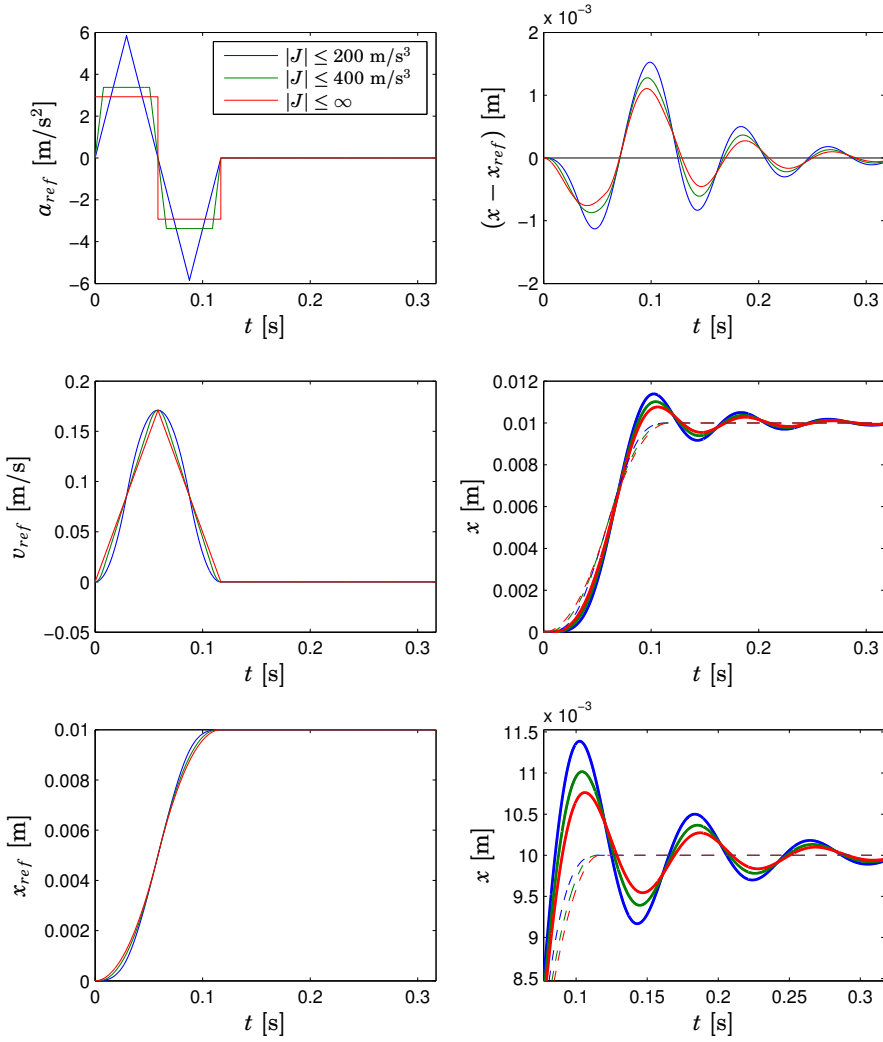 6
4
2
0
−2
−4
−6
a_ref [m/s²]
|J| ≤ 200 m/s³
|J| ≤ 400 m/s³
|J| ≤ ∞
0 0.1 0.2 0.3
t [s]
x 10⁻³
2
1
0
−1
−2
(x − x_ref) [m]
0 0.1 0.2 0.3
t [s]
0.2
0.15
0.1
0.05
0
−0.05
v_ref [m/s]
0 0.1 0.2 0.3
t [s]
0.012
0.01
0.008
0.006
0.004
0.002
0
x [m]
0 0.1 0.2 0.3
t [s]
0.01
0.008
0.006
0.004
0.002
0
x_ref [m]
0 0.1 0.2 0.3
t [s]
x 10⁻³
11.5
11
10.5
10
9.5
9
8.5
x [m]
0.1 0.15 0.2 0.25 0.3
t [s]